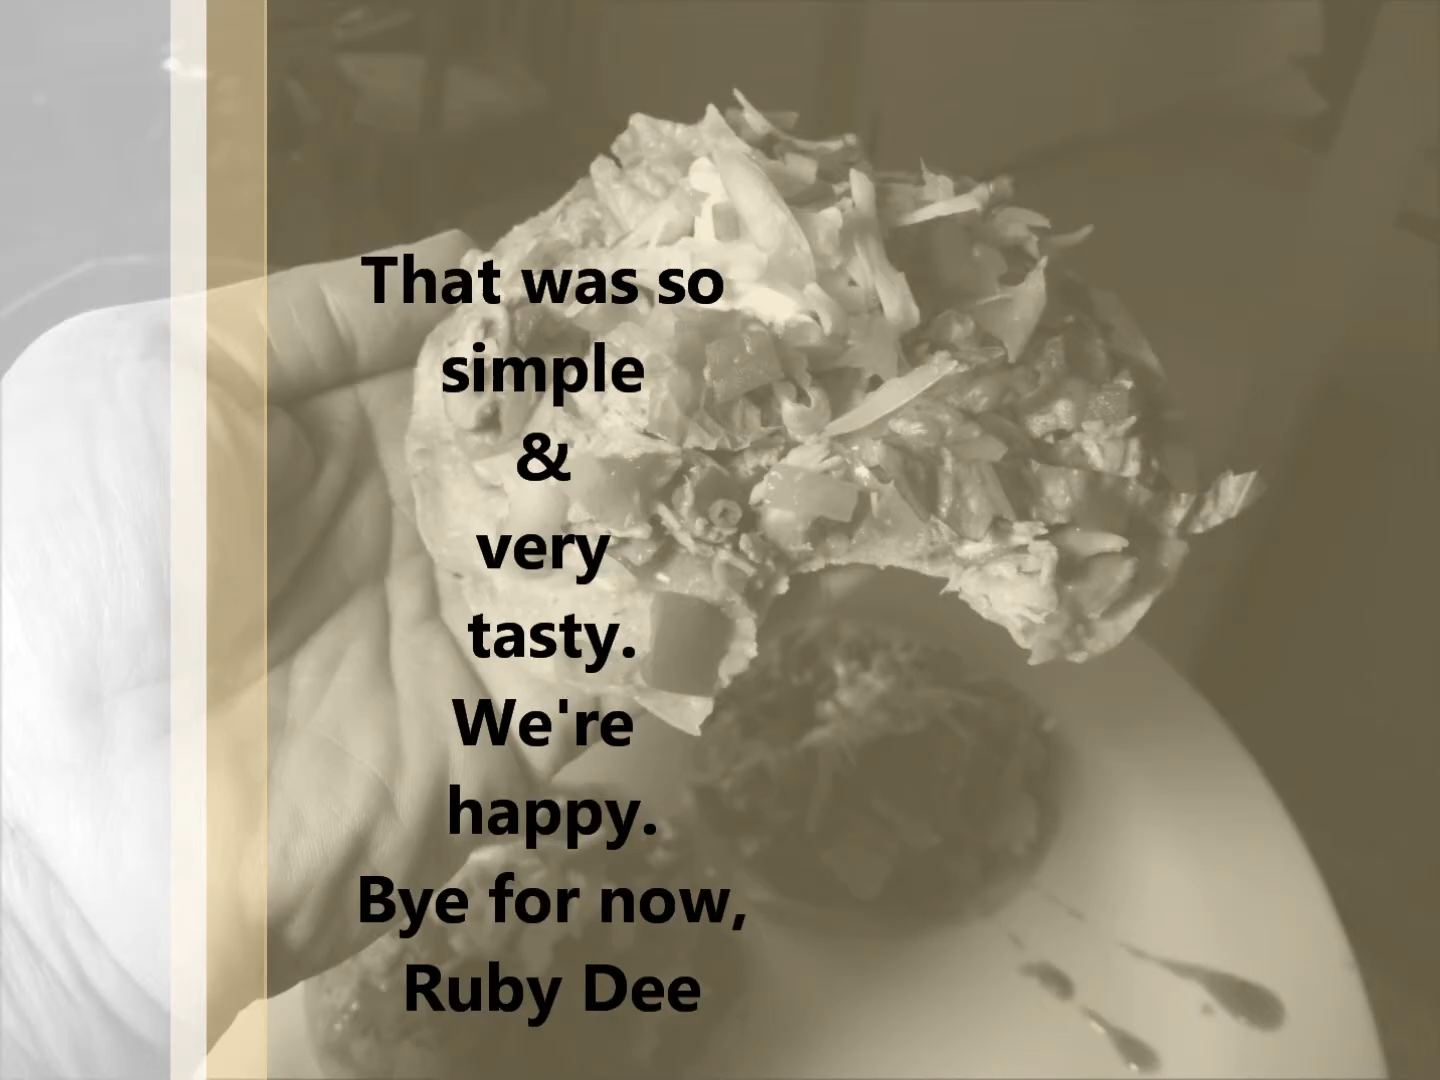 That was so
simple
&
very
tasty.
We're
happy.
Bye for now,
Ruby Dee